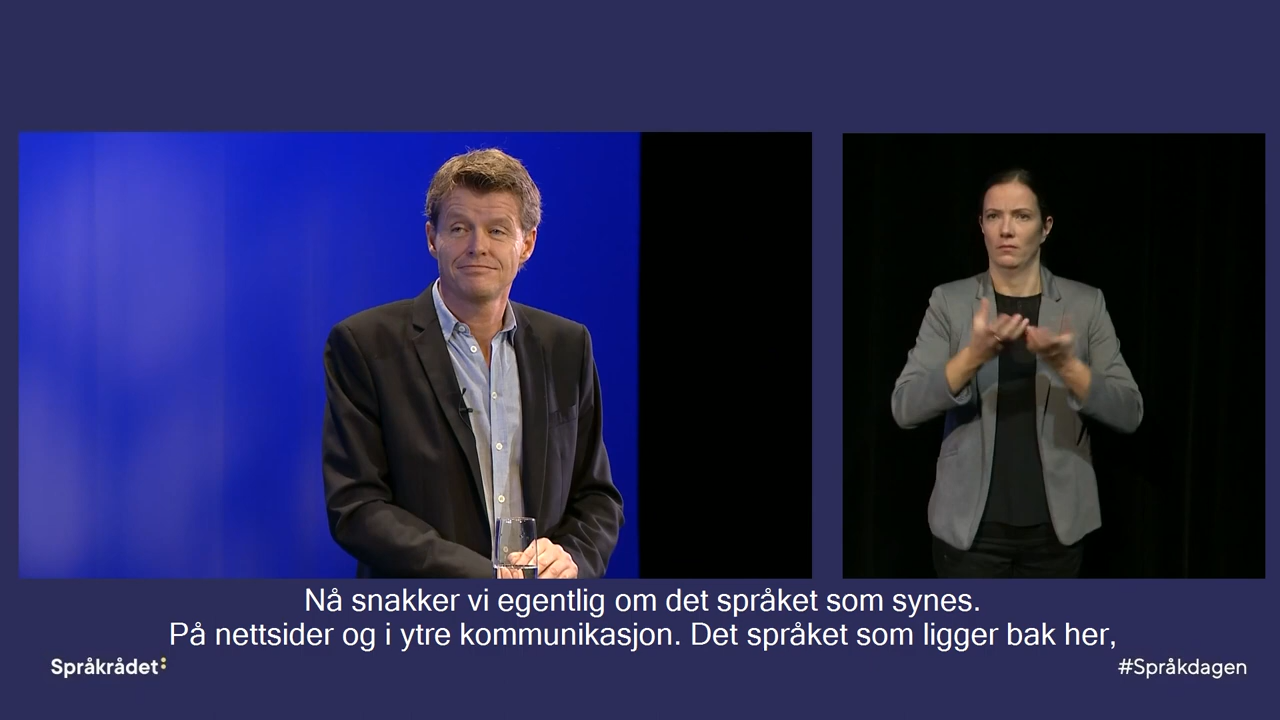 Nå snakker vi egentlig om det språket som synes.
På nettsider og i ytre kommunikasjon. Det språket som ligger bak her,
Språkrådet:
#Språkdagen